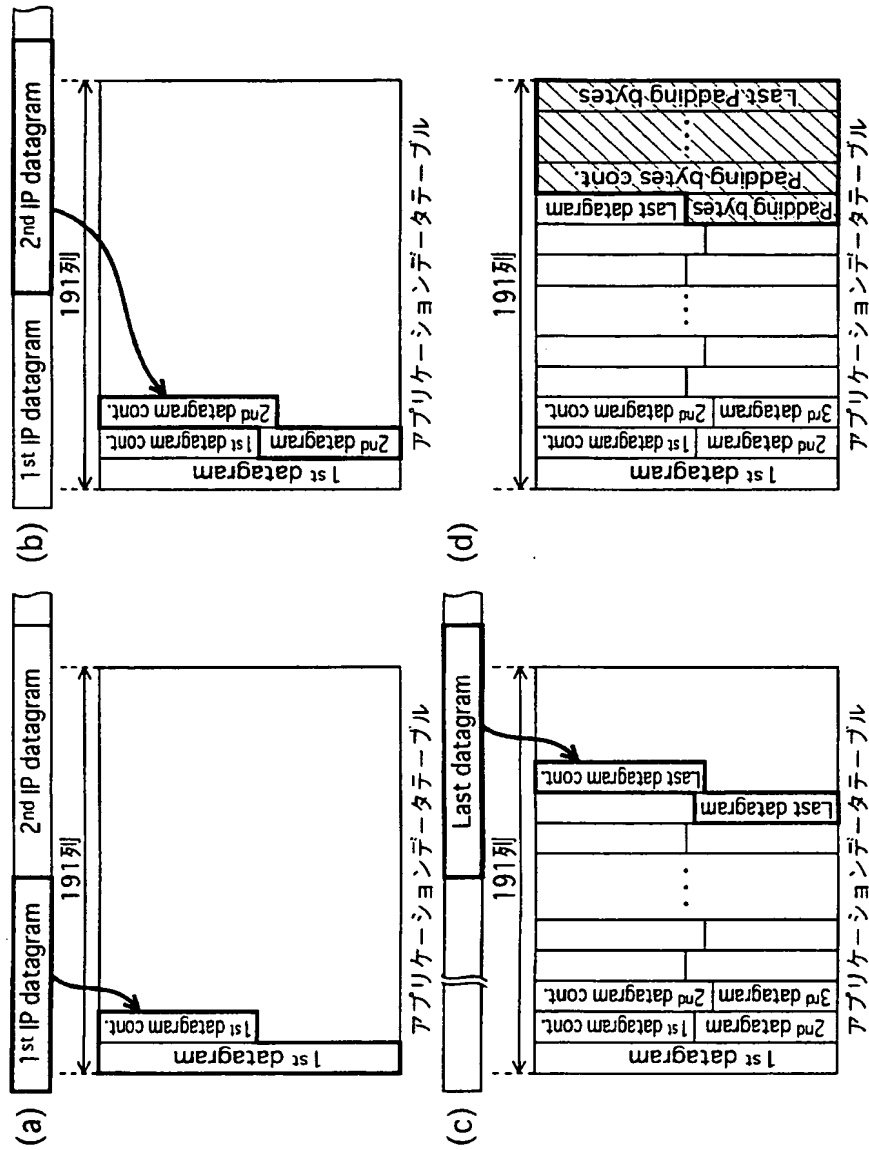 (a)
1st IP datagram
2nd IP datagram
191列
1st datagram
1st datagram cont.
アプリケーションデータテーブル
(b)
1st IP datagram
2nd IP datagram
191列
1st datagram
1st datagram cont.
2nd datagram
2nd datagram cont.
アプリケーションデータテーブル
(c)
Last datagram
191列
1st datagram
1st datagram cont.
2nd datagram
2nd datagram cont.
3rd datagram
...
Last datagram
Last datagram cont.
アプリケーションデータテーブル
(d)
191列
1st datagram
1st datagram cont.
2nd datagram
2nd datagram cont.
3rd datagram
...
Last datagram
Padding bytes
Padding bytes cont.
.....
Last Padding bytes
アプリケーションデータテーブル